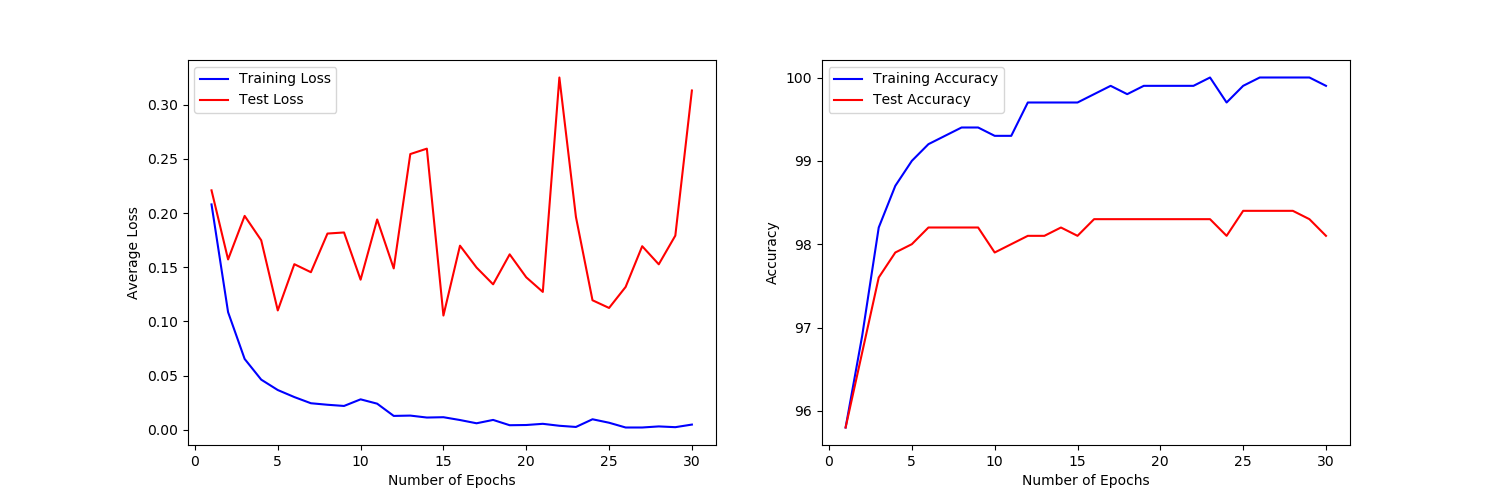 Training Loss
Test Loss
0.30
0.25
0.20
0.15
0.10
0.05
0.00
Average Loss
0 5 10 15 20 25 30
Number of Epochs
Training Accuracy
Test Accuracy
100
99
98
97
96
Accuracy
0 5 10 15 20 25 30
Number of Epochs